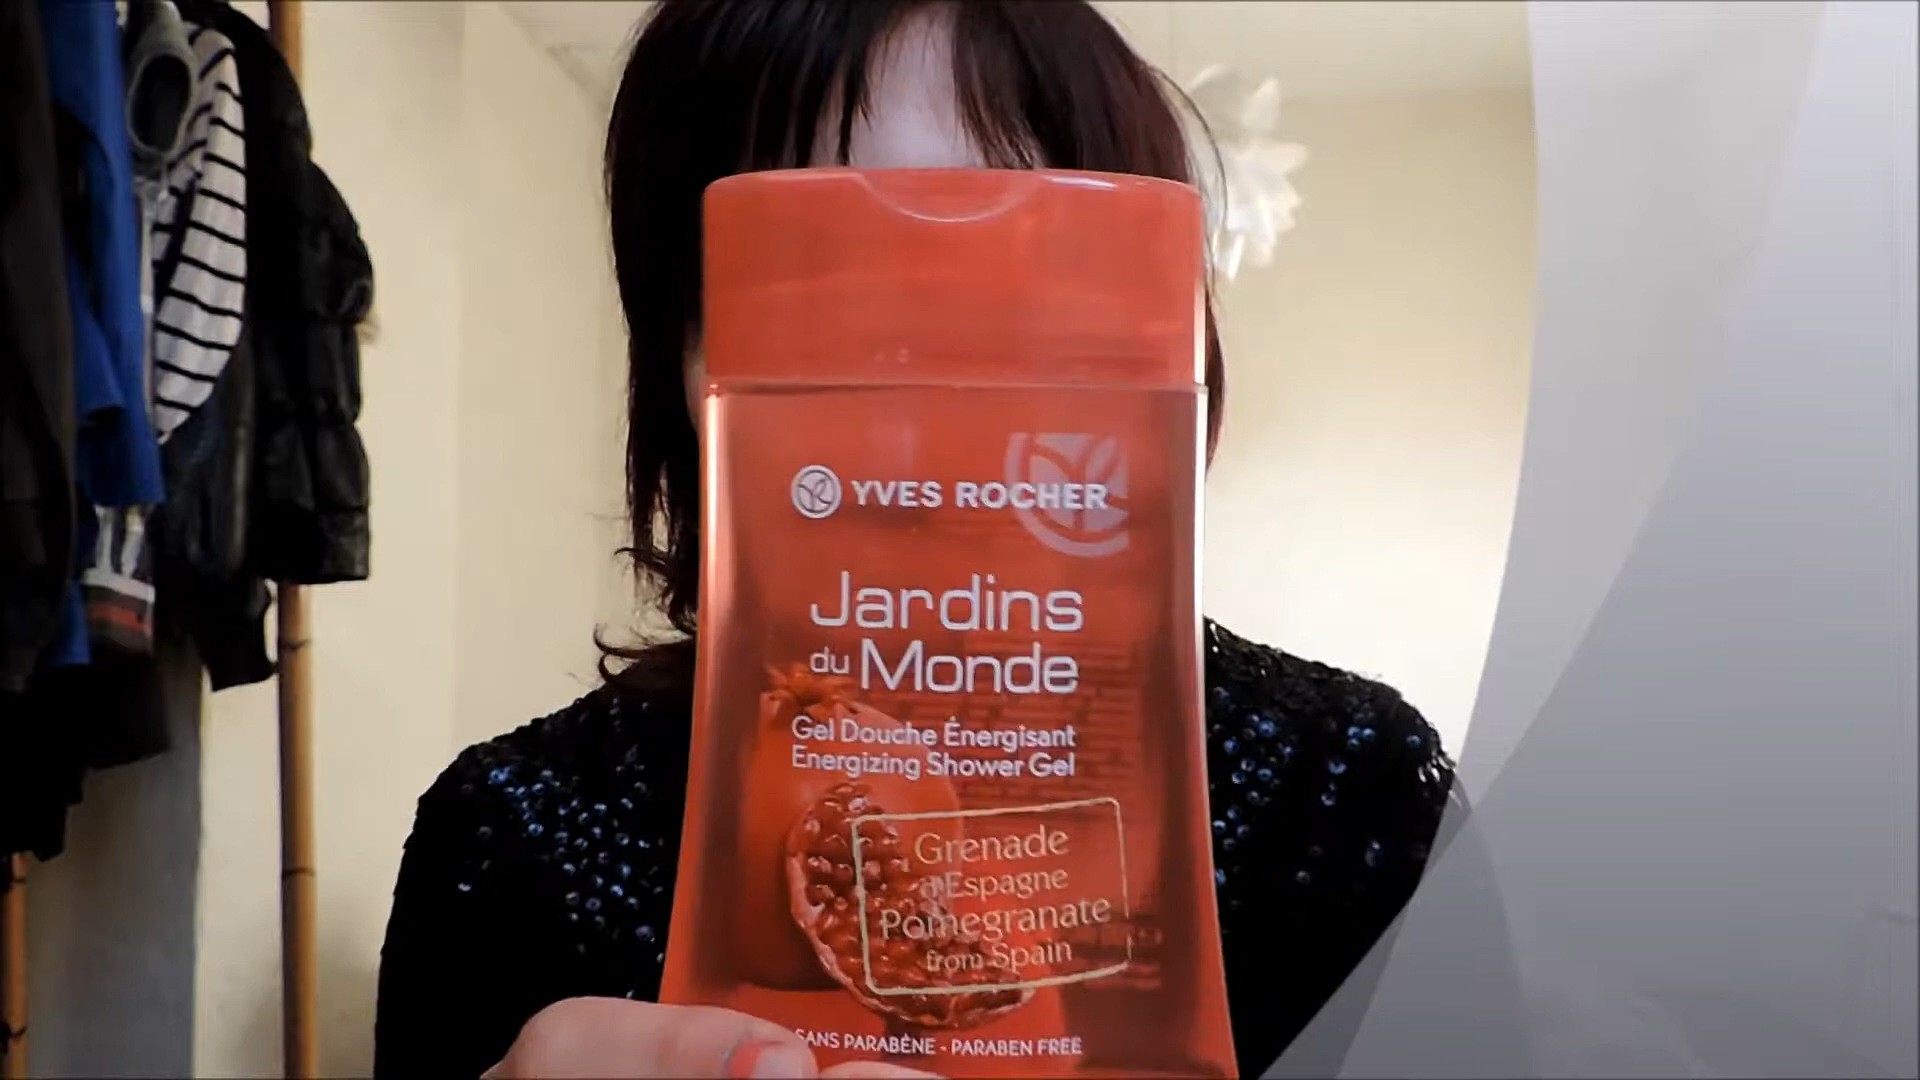 YVES ROCHER
Jardins
du Monde
Gel Douche Énergisant
Energizing Shower Gel
Grenade
d'Espagne
Pomegranate
from Spain
SANS PARABÈNE - PARABEN FREE